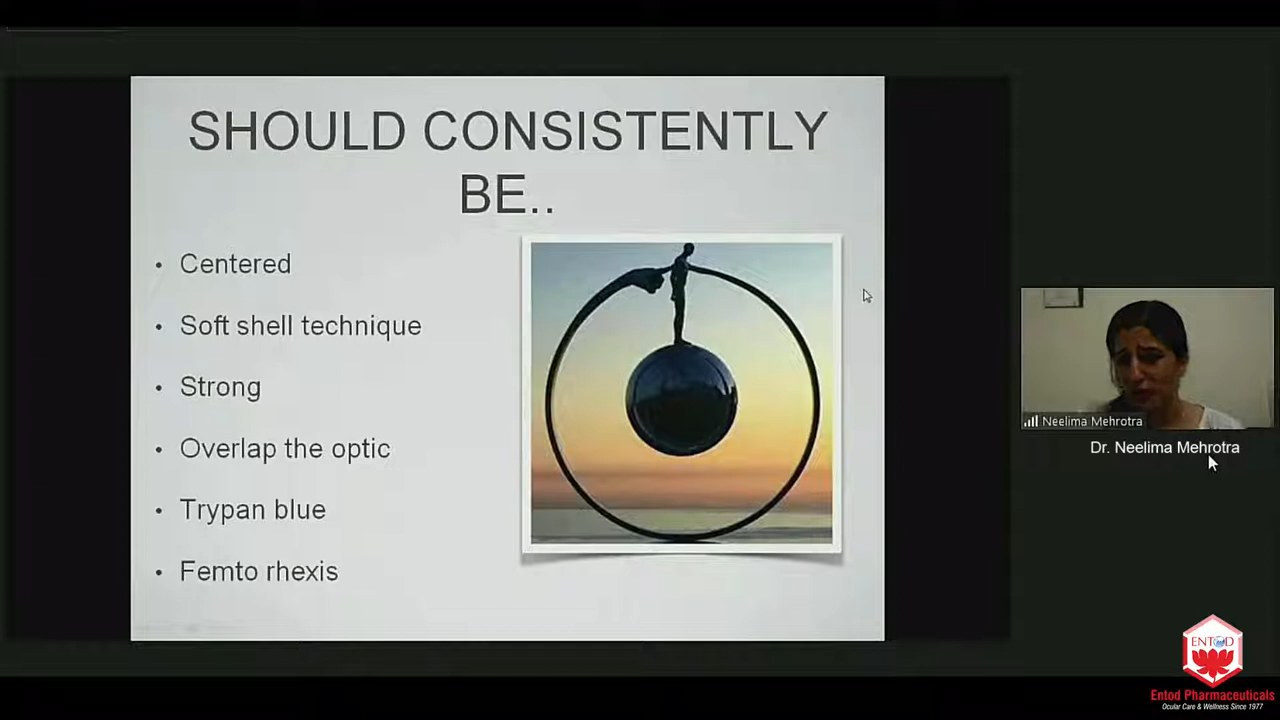 SHOULD CONSISTENTLY
BE..
• Centered
• Soft shell technique
• Strong
• Overlap the optic
• Trypan blue
• Femto rhexis
Neelima Mehrotra
Dr. Neelima Mehrotra
ENTOD
Entod Pharmaceuticals
Ocular Care & Wellness Since 1977